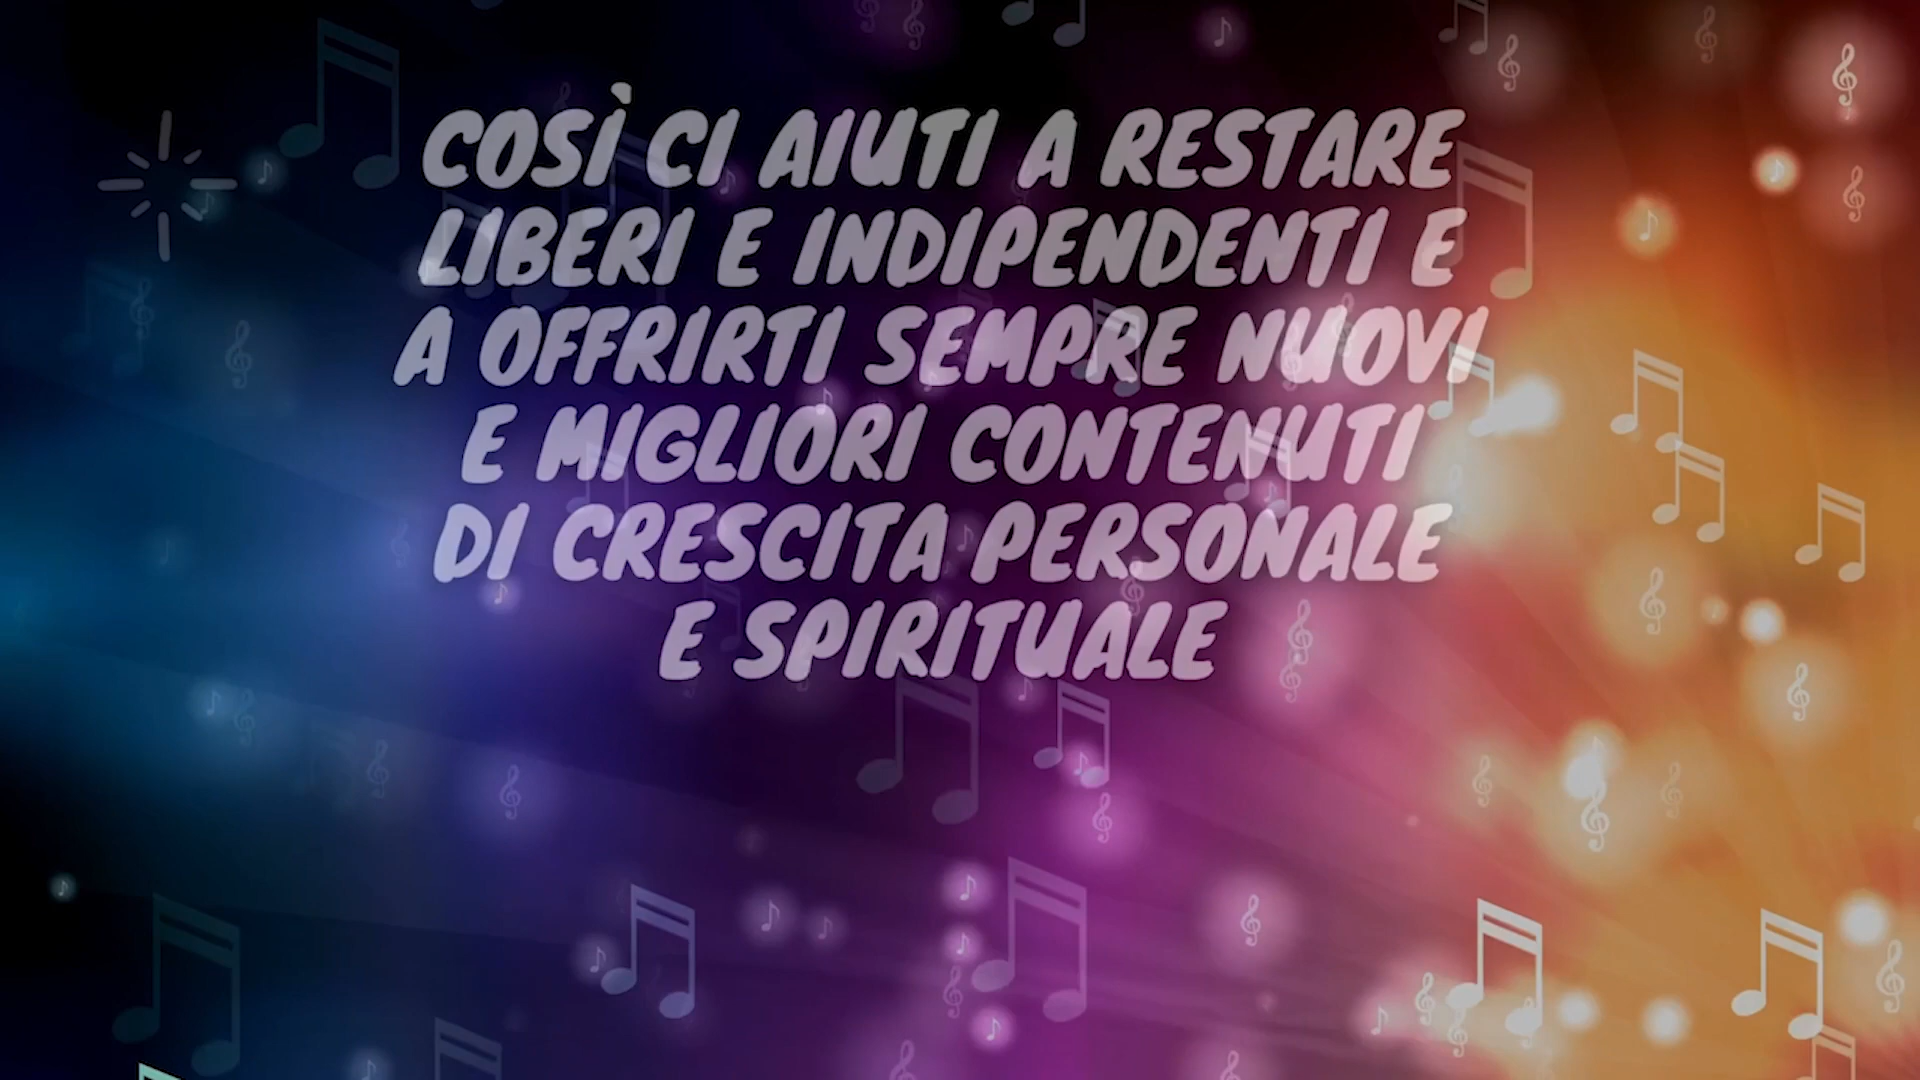 COSÌ CI AIUTI A RESTARE
LIBERI E INDIPENDENTI E
A OFFRIRTI SEMPRE NUOVI
E MIGLIORI CONTENUTI
DI CRESCITA PERSONALE
E SPIRITUALE